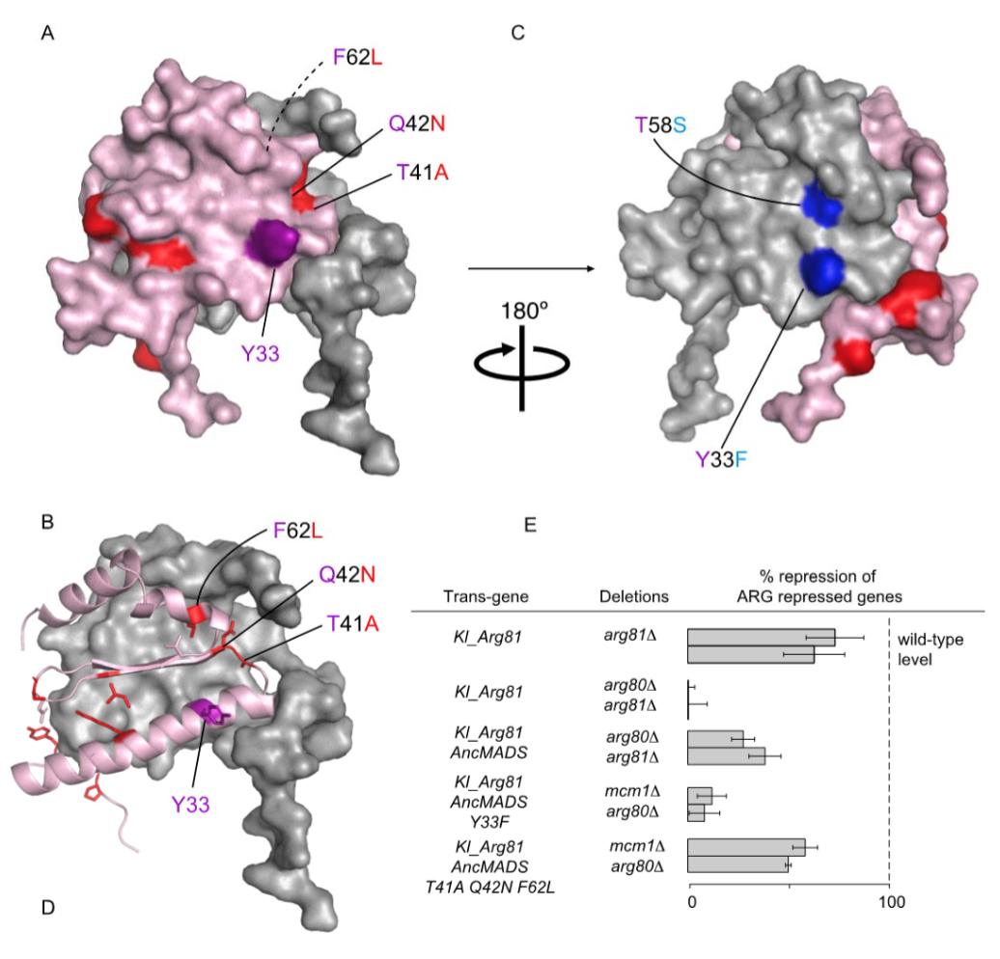 A
C
F62L
Q42N
T41A
T58S
Y33
180º
Y33F
B
E
F62L
Q42N
T41A
Y33
D
Trans-gene Deletions % repression of
ARG repressed genes
Kl_Arg81 arg81Δ wild-type
level
Kl_Arg81 arg80Δ
arg81Δ
Kl_Arg81 arg80Δ
AncMADS arg81Δ
Kl_Arg81 mcm1Δ
AncMADS arg80Δ
Y33F
Kl_Arg81 mcm1Δ
AncMADS arg80Δ
T41A Q42N F62L
0 100